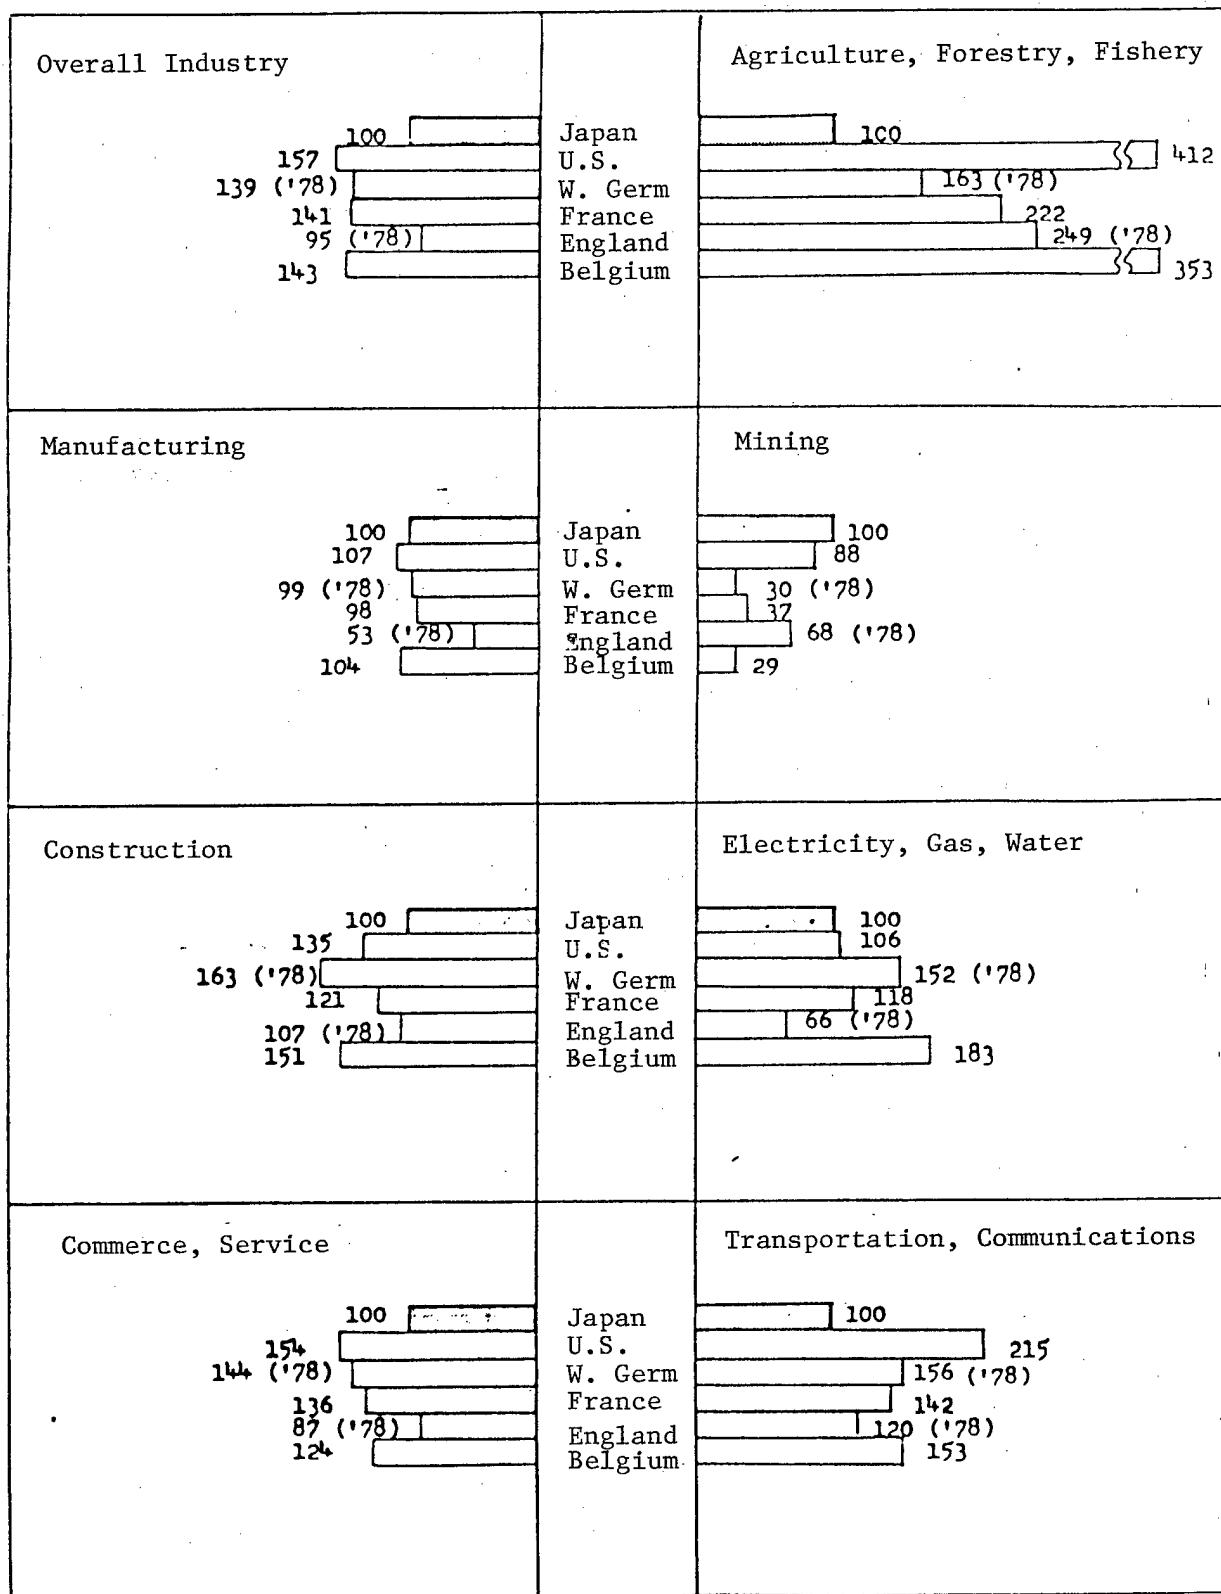 Overall Industry
Agriculture, Forestry, Fishery
100 Japan 100
157 U.S. 412
139 ('78) W. Germ 163 ('78)
141 France 222
95 ('78) England 249 ('78)
143 Belgium 353
Manufacturing
Mining
100 Japan 100
107 U.S. 88
99 ('78) W. Germ 30 ('78)
98 France 37
53 ('78) England 68 ('78)
104 Belgium 29
Construction
Electricity, Gas, Water
100 Japan 100
135 U.S. 106
163 ('78) W. Germ 152 ('78)
121 France 118
107 ('78) England 66 ('78)
151 Belgium 183
Commerce, Service
Transportation, Communications
100 Japan 100
154 U.S. 215
144 ('78) W. Germ 156 ('78)
136 France 142
87 ('78) England 120 ('78)
124 Belgium 153